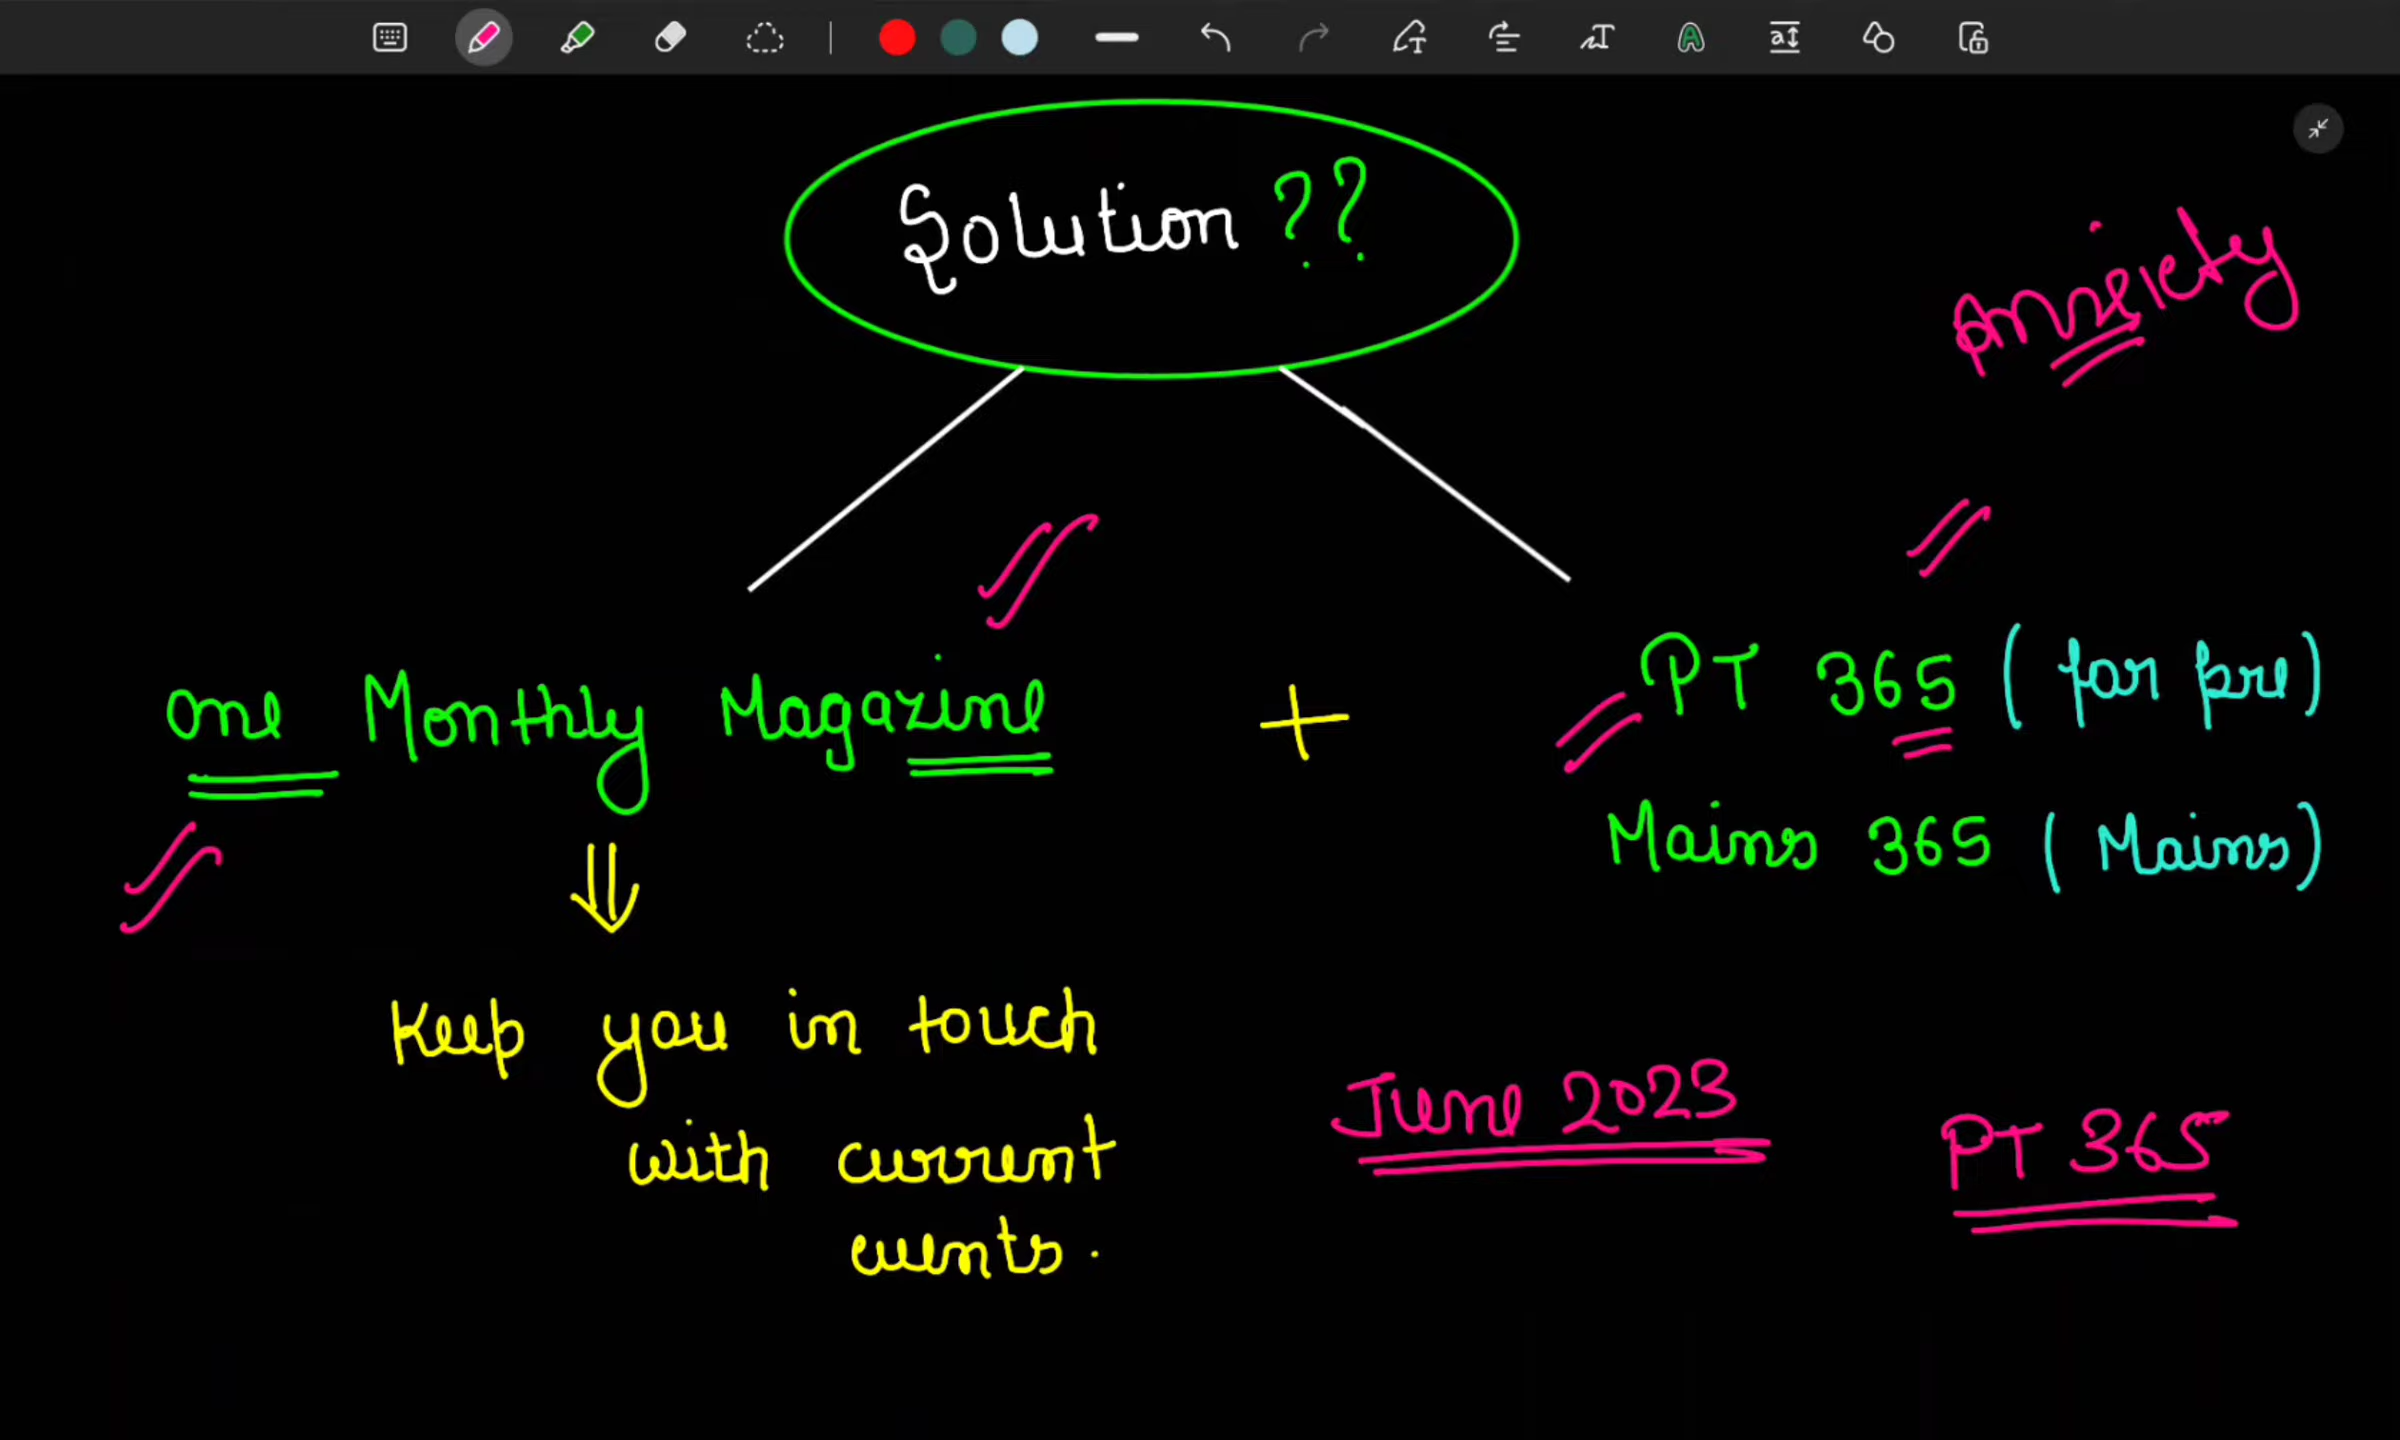 Solution ??
Anxiety
One Monthly Magazine + PT 365 (for pre)
Mains 365 (Mains)
Keep you in touch
with current
events.
June 2023
PT 365